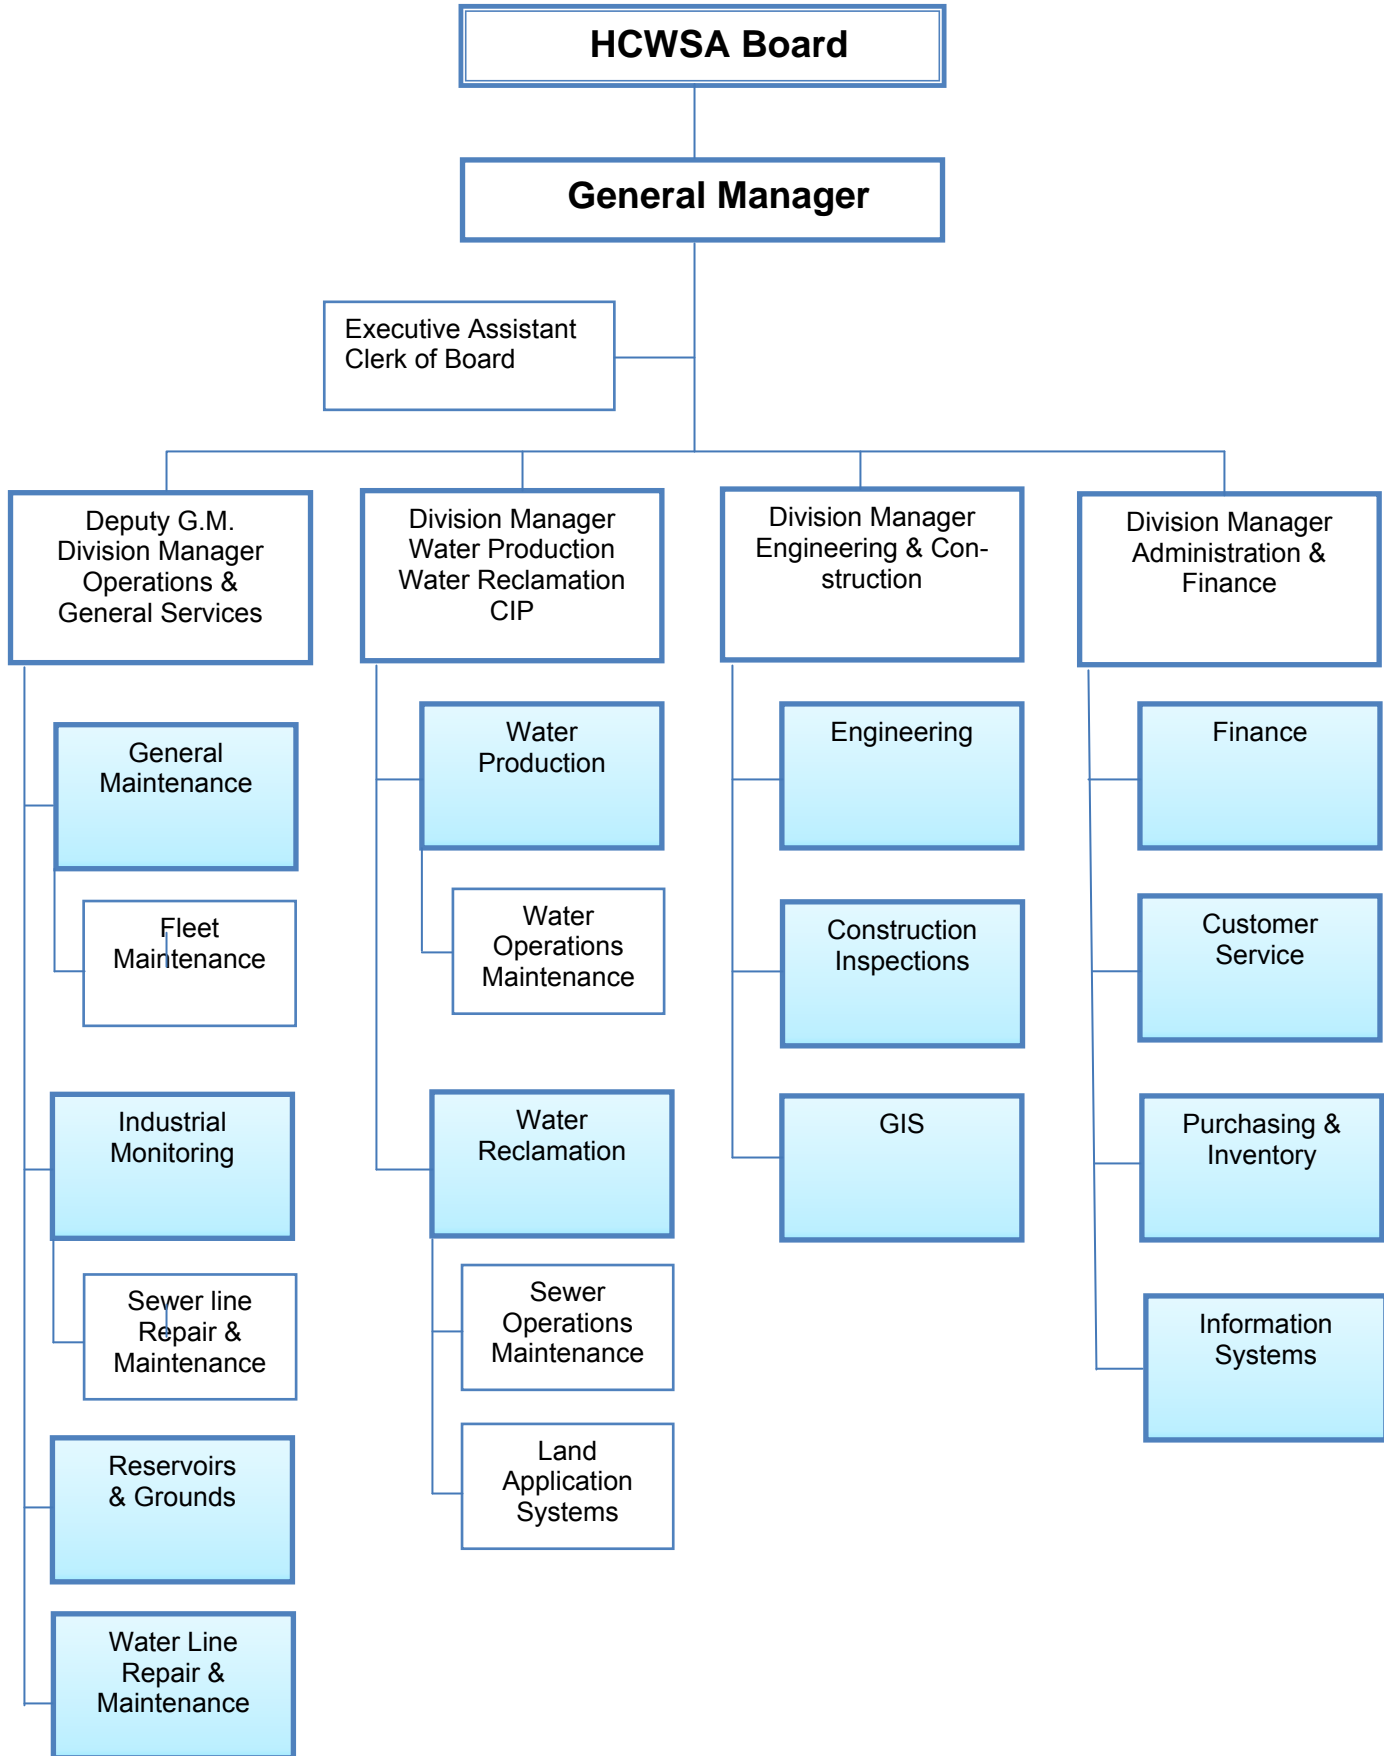 HCWSA Board
General Manager
Executive Assistant
Clerk of Board
Deputy G.M.
Division Manager
Operations &
General Services
Division Manager
Water Production
Water Reclamation
CIP
Division Manager
Engineering & Con-
struction
Division Manager
Administration &
Finance
General
Maintenance
Fleet
Maintenance
Industrial
Monitoring
Sewer line
Repair &
Maintenance
Reservoirs
& Grounds
Water Line
Repair &
Maintenance
Water
Production
Water
Operations
Maintenance
Water
Reclamation
Sewer
Operations
Maintenance
Land
Application
Systems
Engineering
Construction
Inspections
GIS
Finance
Customer
Service
Purchasing &
Inventory
Information
Systems